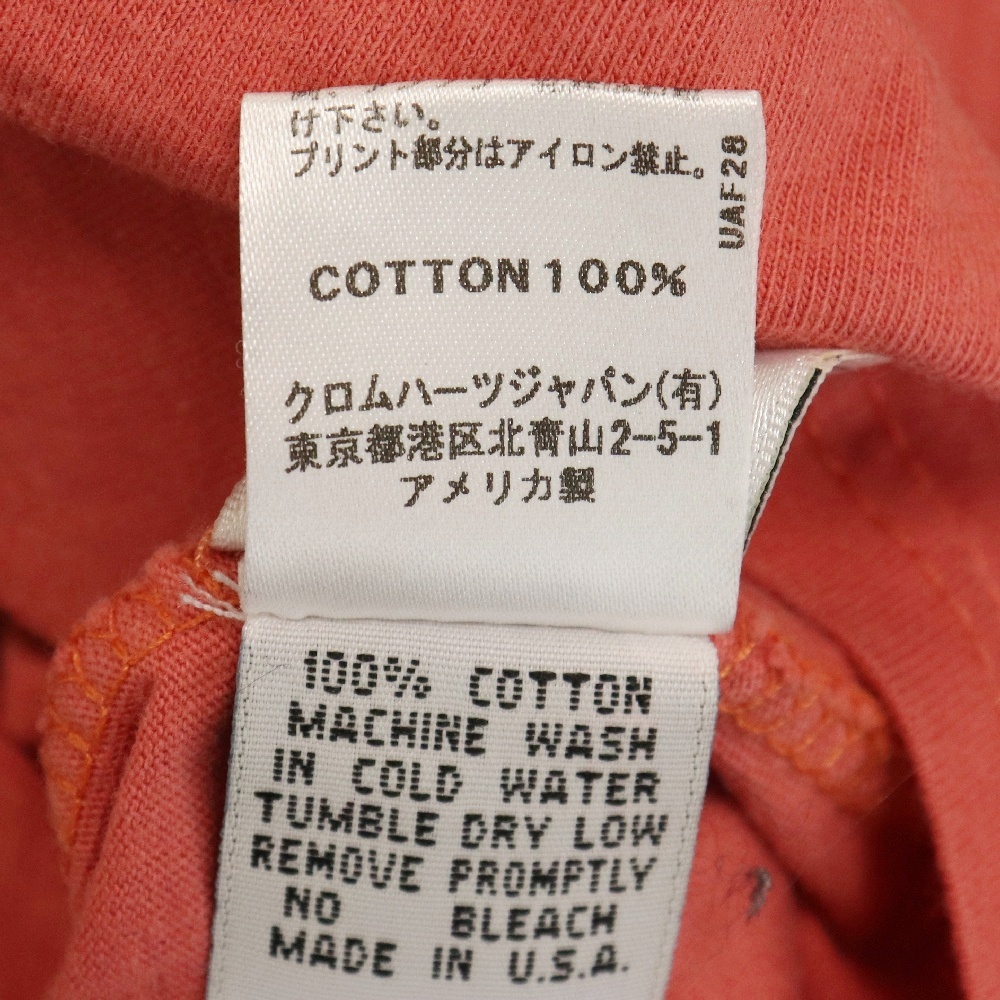 け下さい。
プリント部分はアイロン禁止。
UAF28
COTTON100%
クロムハーツジャパン(有)
東京都港区北青山2-5-1
アメリカ製
100% COTTON
MACHINE WASH
IN COLD WATER
TUMBLE DRY LOW
REMOVE PROMPTLY
NO BLEACH
MADE IN U.S.A.